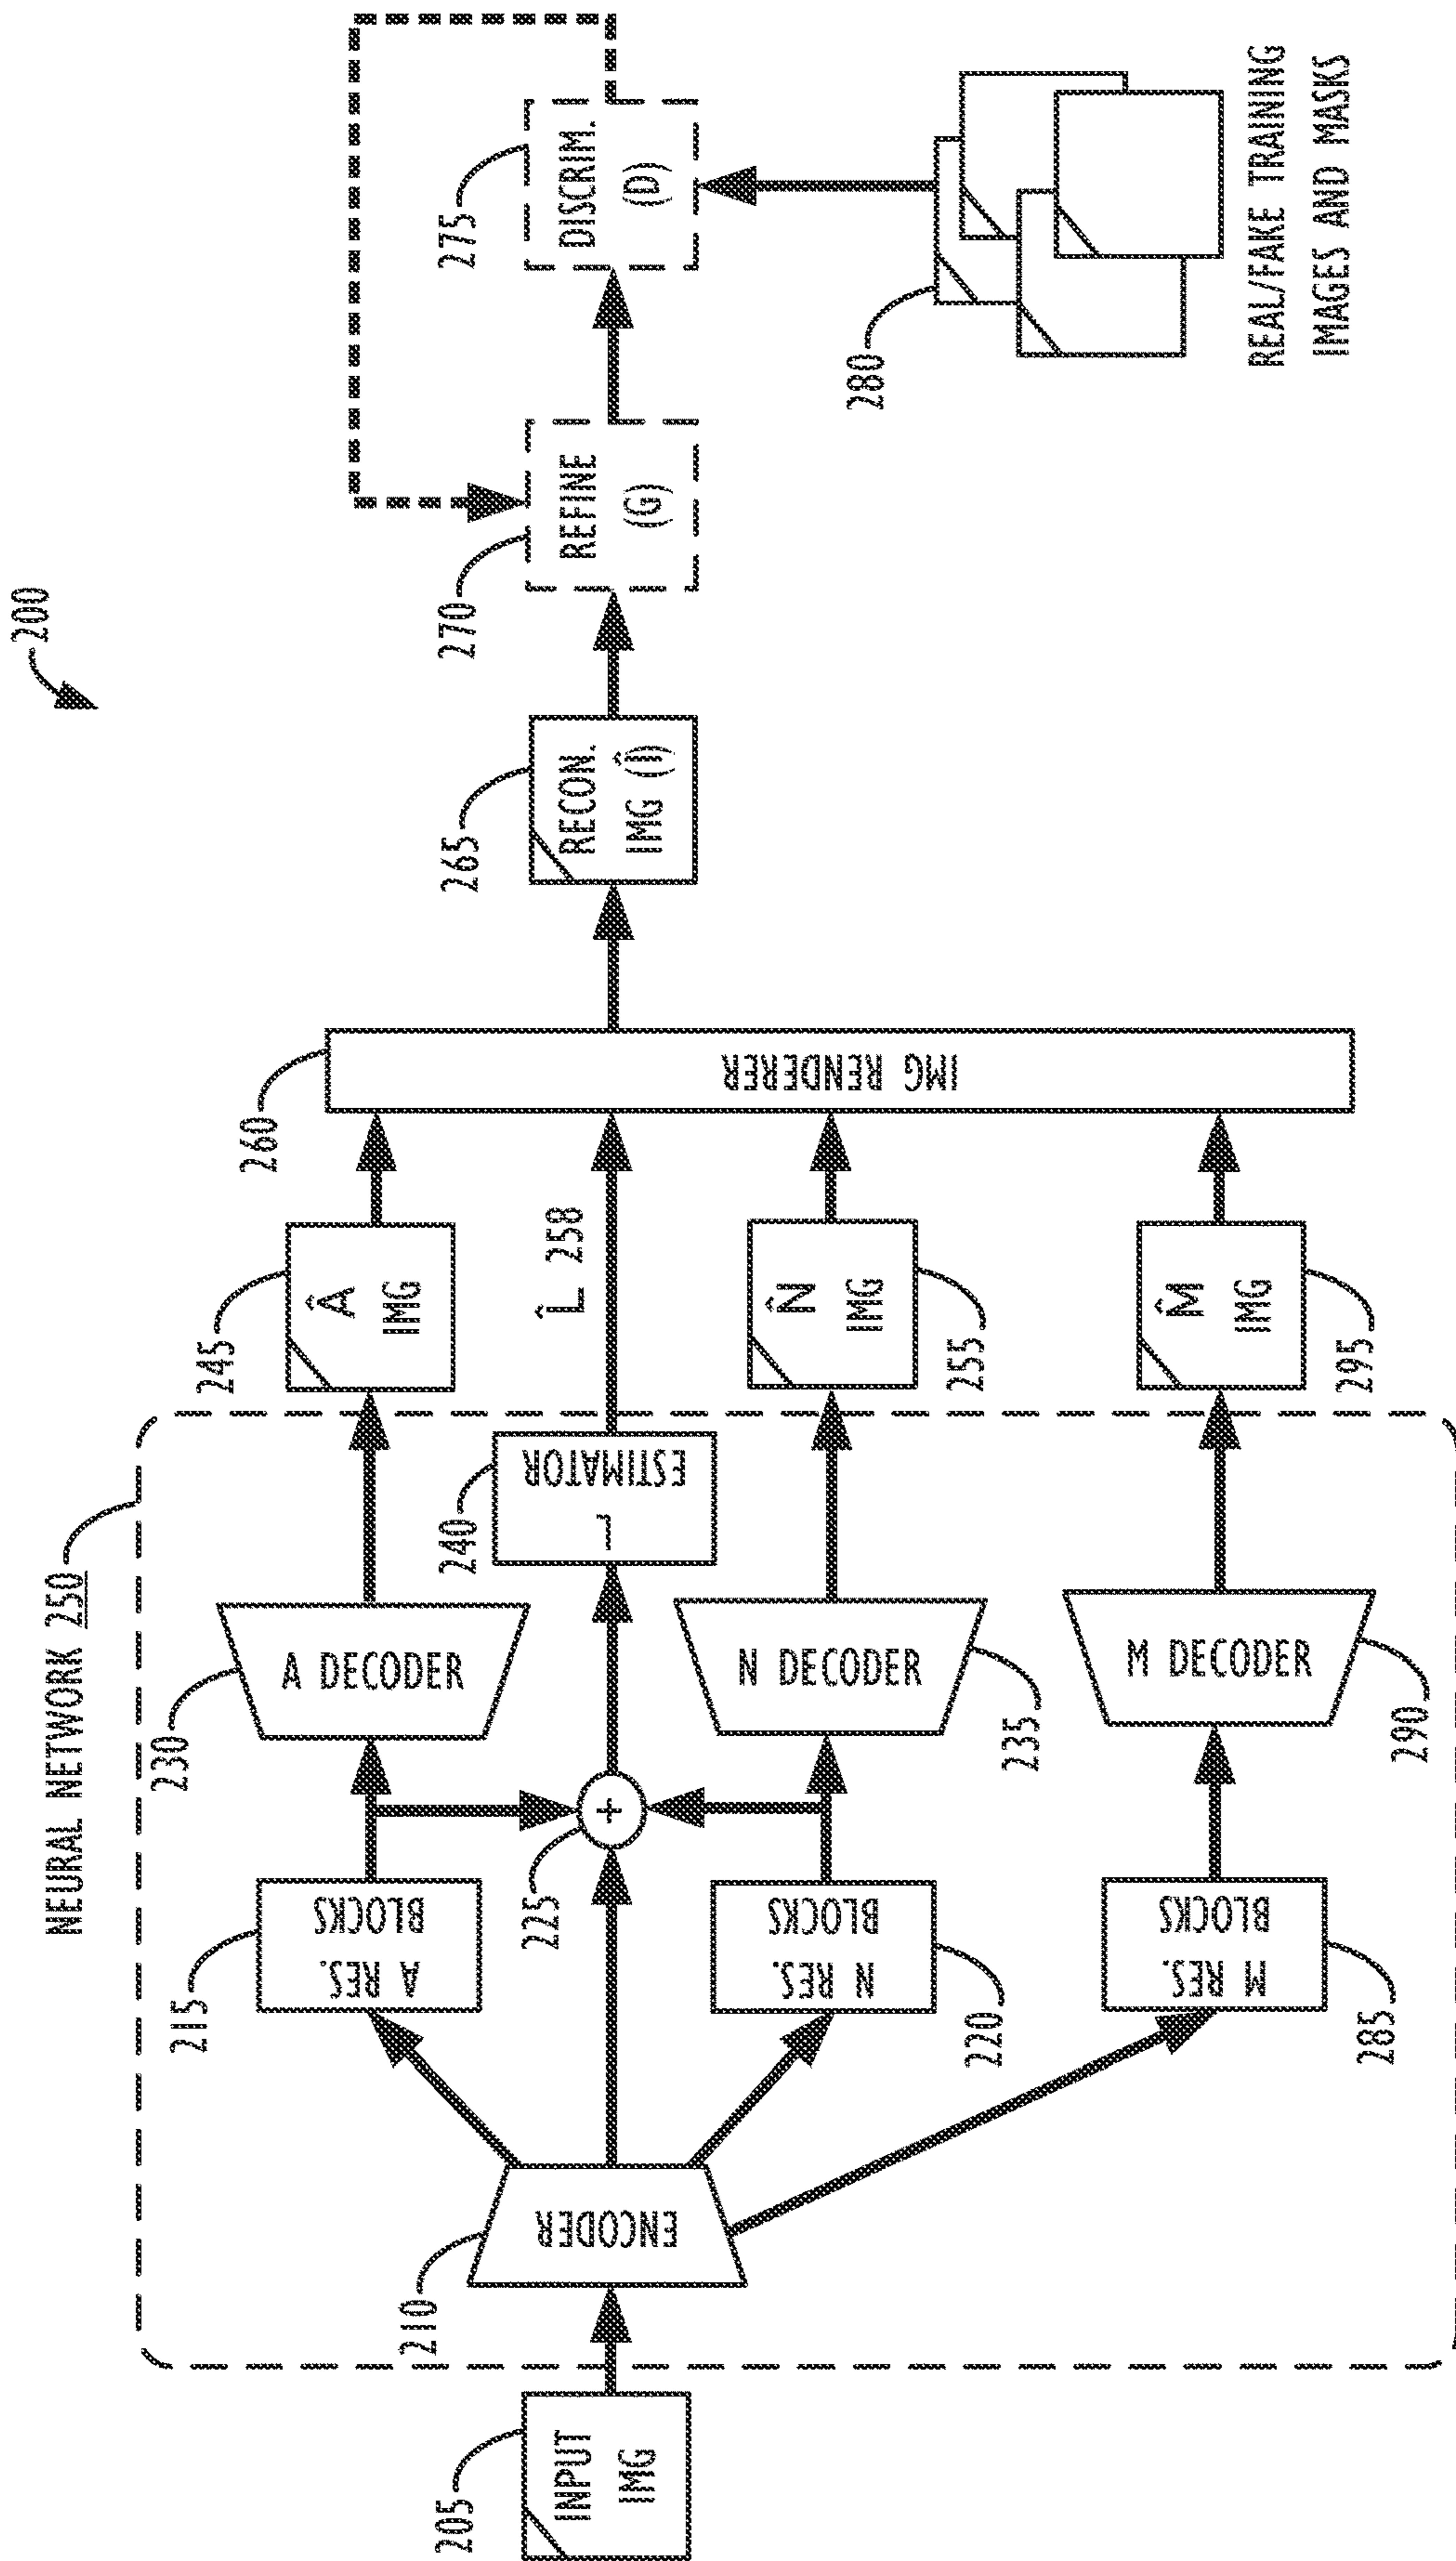 200
NEURAL NETWORK 250
205
INPUT
IMG
210
ENCODER
215
A RES.
BLOCKS
220
N RES.
BLOCKS
285
M RES.
BLOCKS
225
+
230
A DECODER
240
L
ESTIMATOR
235
N DECODER
290
M DECODER
245
Â
IMG
L̂ 258
N̂
IMG
255
M̂
IMG
295
260
IMG RENDERER
265
RECON.
IMG (Î)
270
REFINE
(G)
275
DISCRIM.
(D)
280
REAL/FAKE TRAINING
IMAGES AND MASKS